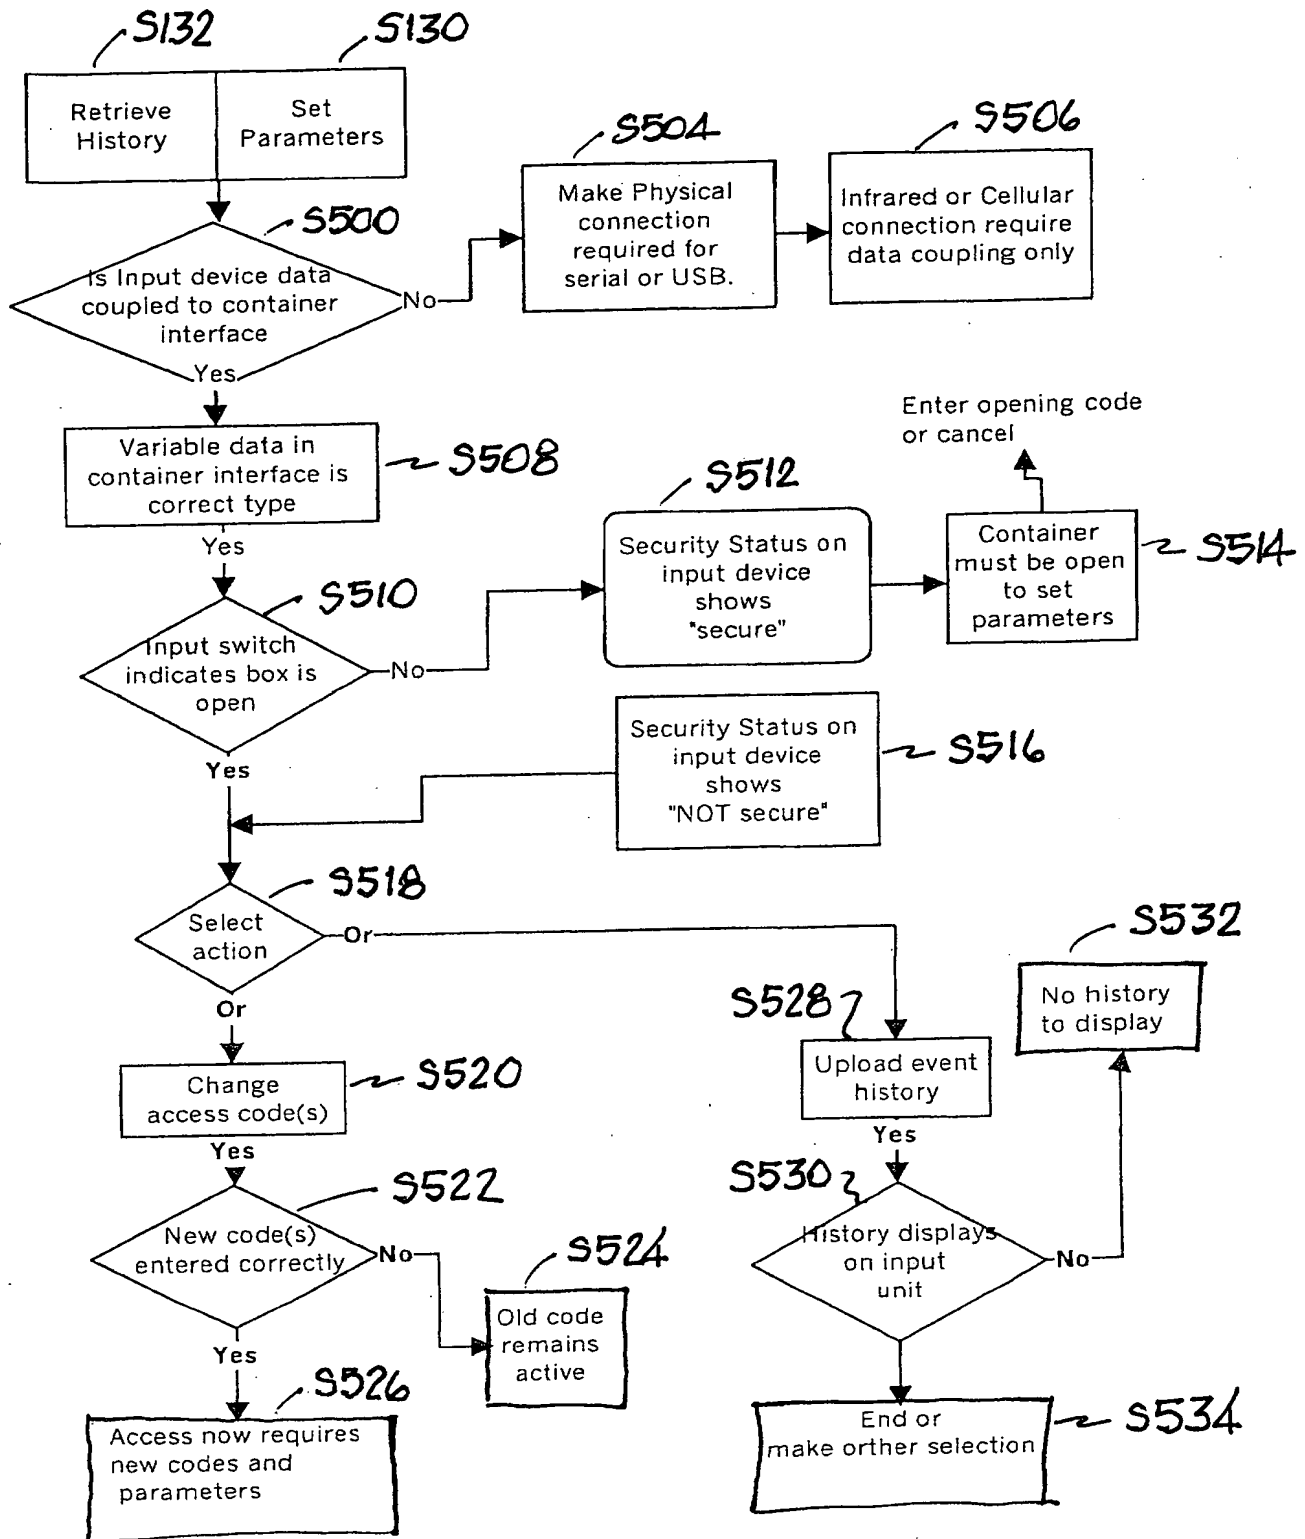 S132
S130
Retrieve
History
Set
Parameters
S504
S506
Make Physical
connection
required for
serial or USB.
Infrared or Cellular
connection require
data coupling only
S500
Is Input device data
coupled to container
interface
No
Yes
Enter opening code
or cancel
Variable data in
container interface is
correct type
S508
Yes
S512
Security Status on
input device
shows
"secure"
Container
must be open
to set
parameters
S514
S510
Input switch
indicates box is
open
No
Yes
Security Status on
input device
shows
"NOT secure"
S516
S518
Select
action
Or
Or
S532
No history
to display
S528
Upload event
history
Yes
Change
access code(s)
S520
Yes
S530
History displays
on input
unit
No
S522
New code(s)
entered correctly
No
Yes
S524
Old code
remains
active
S526
Access now requires
new codes and
parameters
End or
make orther selection
S534